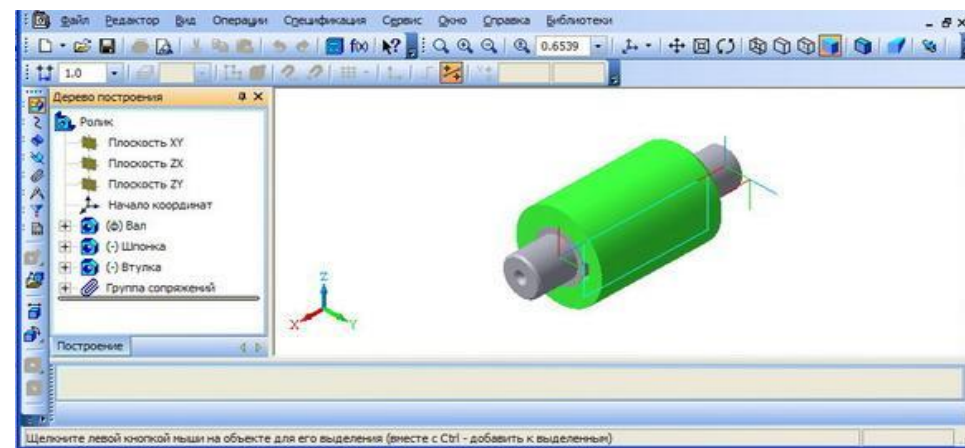 Файл Редактор Вид Операции Спецификация Сервис Окно Справка Библиотеки
f(x) 0.6539
1.0
Дерево построения
Ролик
Плоскость XY
Плоскость ZX
Плоскость ZY
Начало координат
(ф) Вал
(-) Шпонка
(-) Втулка
Группа сопряжений
Построение
Z
X
Y
Щелкните левой кнопкой мыши на объекте для его выделения (вместе с Ctrl - добавить к выделенным)